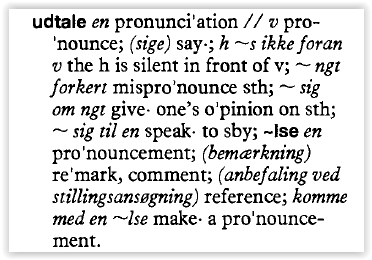 udtale en pronunci'ation // v pro-
'nounce; (sige) say·; h ~s ikke foran
v the h is silent in front of v; ~ ngt
forkert mispro'nounce sth; ~ sig
om ngt give· one's o'pinion on sth;
~ sig til en speak· to sby; ~lse en
pro'nouncement; (bemærkning)
re'mark, comment; (anbefaling ved
stillingsansøgning) reference; komme
med en ~lse make· a pro'nounce-
ment.